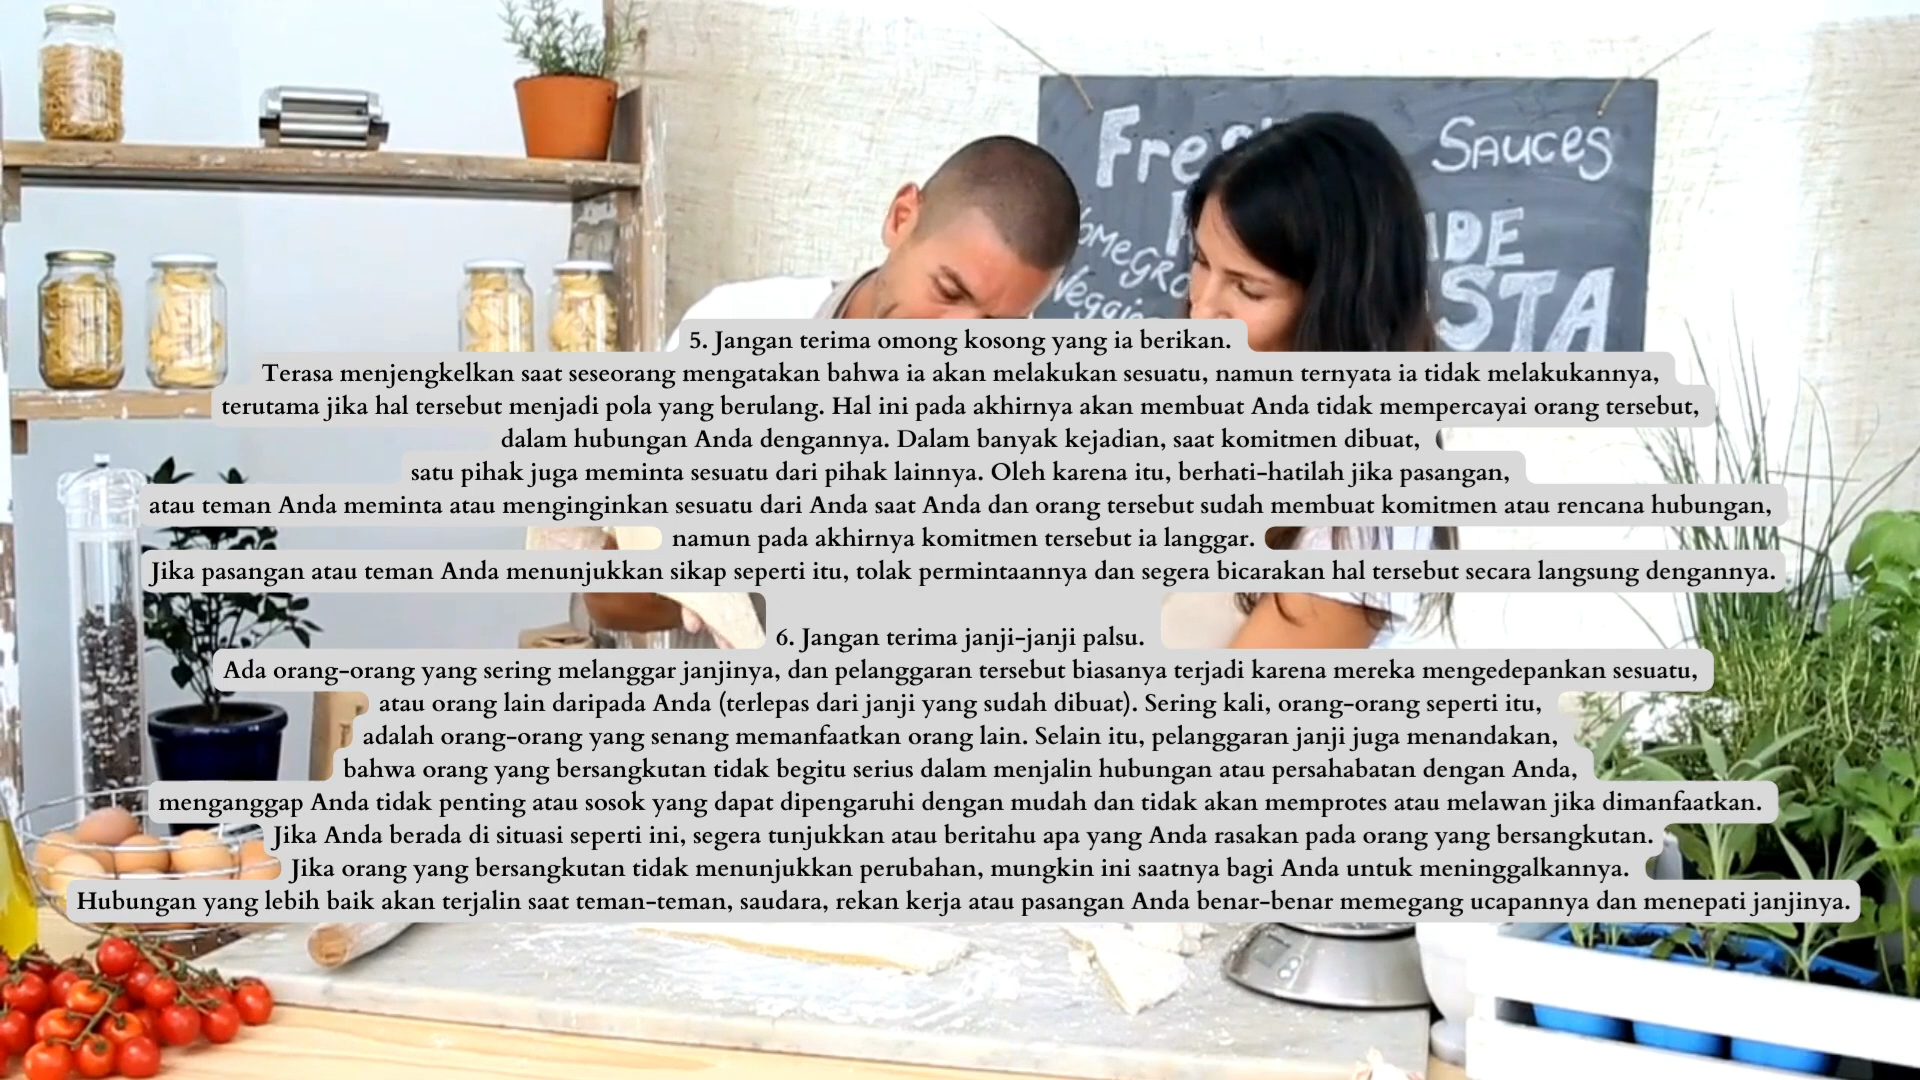 Fre
Sauces
ADE
OMEGRO
Veggie
STA
5. Jangan terima omong kosong yang ia berikan.
Terasa menjengkelkan saat seseorang mengatakan bahwa ia akan melakukan sesuatu, namun ternyata ia tidak melakukannya,
terutama jika hal tersebut menjadi pola yang berulang. Hal ini pada akhirnya akan membuat Anda tidak mempercayai orang tersebut,
dalam hubungan Anda dengannya. Dalam banyak kejadian, saat komitmen dibuat,
satu pihak juga meminta sesuatu dari pihak lainnya. Oleh karena itu, berhati-hatilah jika pasangan,
atau teman Anda meminta atau menginginkan sesuatu dari Anda saat Anda dan orang tersebut sudah membuat komitmen atau rencana hubungan,
namun pada akhirnya komitmen tersebut ia langgar.
Jika pasangan atau teman Anda menunjukkan sikap seperti itu, tolak permintaannya dan segera bicarakan hal tersebut secara langsung dengannya.
6. Jangan terima janji-janji palsu.
Ada orang-orang yang sering melanggar janjinya, dan pelanggaran tersebut biasanya terjadi karena mereka mengedepankan sesuatu,
atau orang lain daripada Anda (terlepas dari janji yang sudah dibuat). Sering kali, orang-orang seperti itu,
adalah orang-orang yang senang memanfaatkan orang lain. Selain itu, pelanggaran janji juga menandakan,
bahwa orang yang bersangkutan tidak begitu serius dalam menjalin hubungan atau persahabatan dengan Anda,
menganggap Anda tidak penting atau sosok yang dapat dipengaruhi dengan mudah dan tidak akan memprotes atau melawan jika dimanfaatkan.
Jika Anda berada di situasi seperti ini, segera tunjukkan atau beritahu apa yang Anda rasakan pada orang yang bersangkutan.
Jika orang yang bersangkutan tidak menunjukkan perubahan, mungkin ini saatnya bagi Anda untuk meninggalkannya.
Hubungan yang lebih baik akan terjalin saat teman-teman, saudara, rekan kerja atau pasangan Anda benar-benar memegang ucapannya dan menepati janjinya.